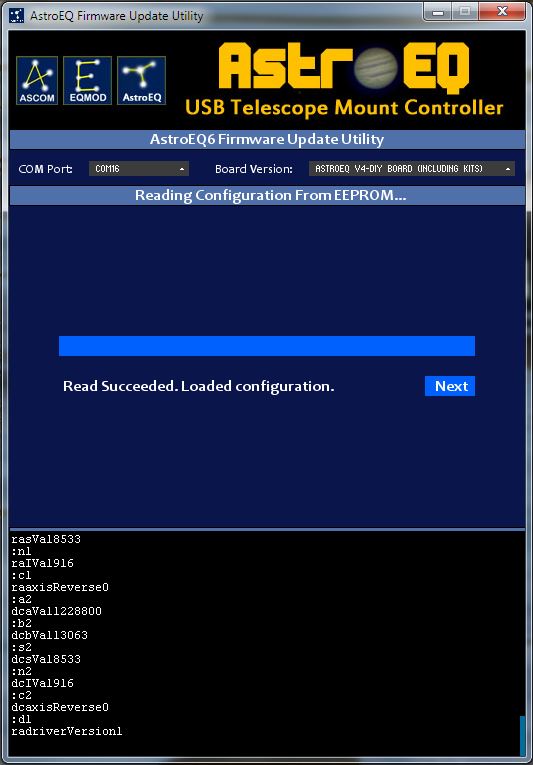 AstroEQ Firmware Update Utility
ASCOM
EQMOD
AstroEQ
AstrOEQ
USB Telescope Mount Controller
AstroEQ6 Firmware Update Utility
COM Port:
COM16
Board Version:
ASTROEQ V4-DIY BOARD (INCLUDING KITS)
Reading Configuration From EEPROM...
Read Succeeded. Loaded configuration.
Next
rasVal8533
:n1
raIVal916
:c1
raaxisReverse0
:a2
dcaVal1228800
:b2
dcbVal13063
:s2
dcsVal8533
:n2
dcIVal916
:c2
dcaxisReverse0
:d1
radriverVersion1